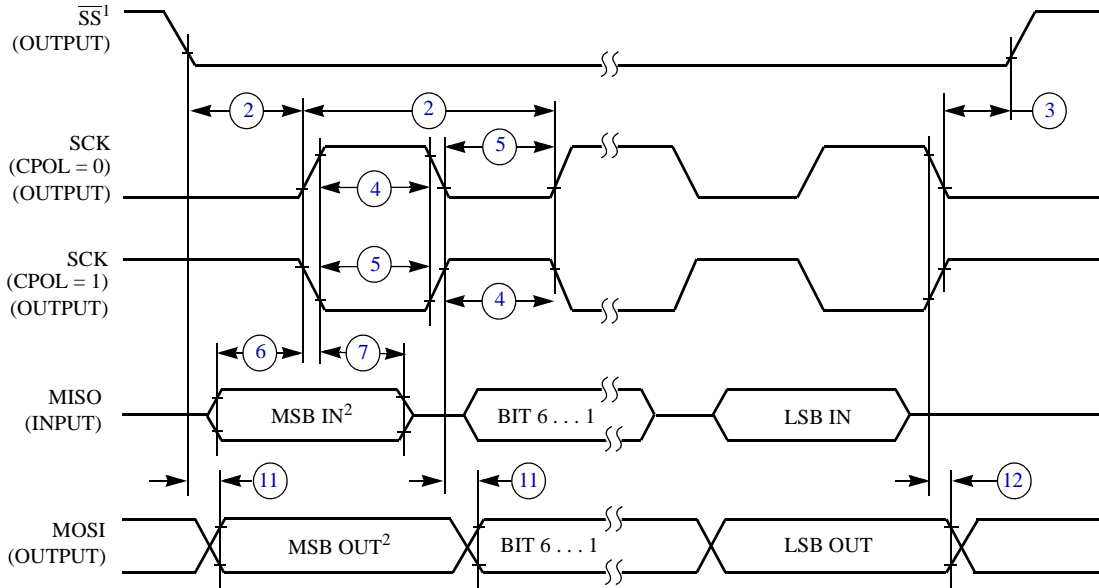 SS¹
(OUTPUT)
2
2
3
SCK
(CPOL = 0)
(OUTPUT)
5
4
SCK
(CPOL = 1)
(OUTPUT)
5
4
6
7
MISO
(INPUT)
MSB IN²
BIT 6 . . . 1
LSB IN
11
11
12
MOSI
(OUTPUT)
MSB OUT²
BIT 6 . . . 1
LSB OUT